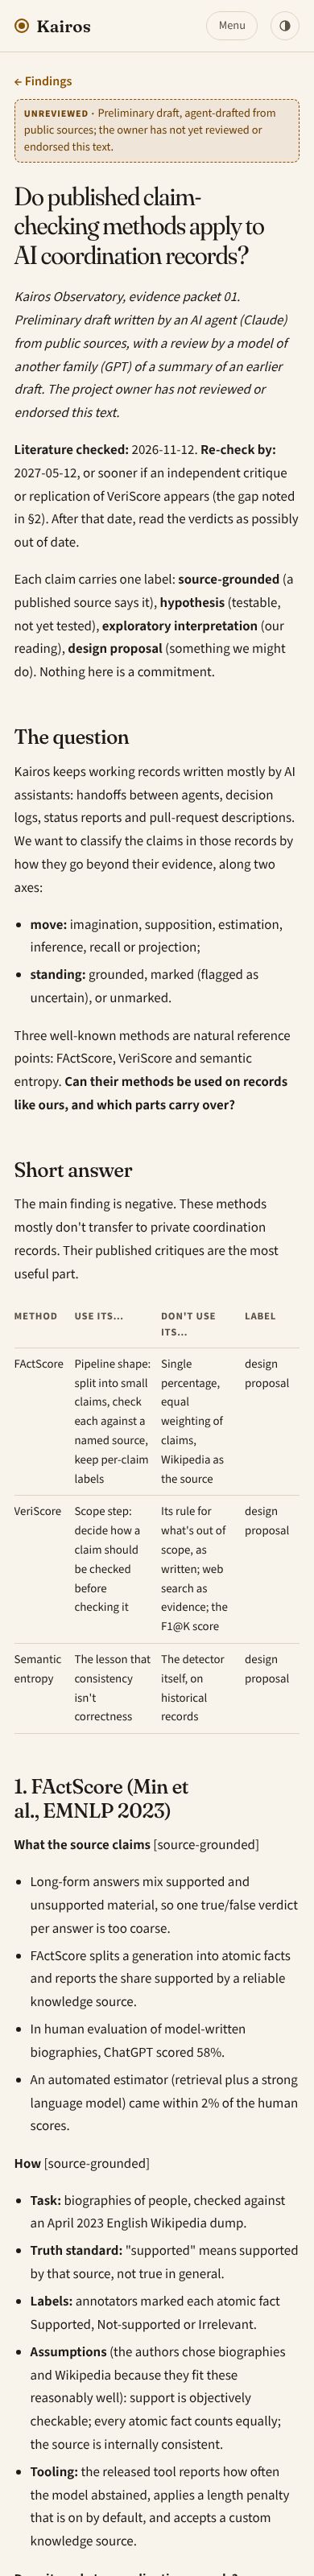 Kairos
Menu
← Findings
UNREVIEWED · Preliminary draft, agent-drafted from
public sources; the owner has not yet reviewed or
endorsed this text.
Do published claim-
checking methods apply to
AI coordination records?
Kairos Observatory, evidence packet 01.
Preliminary draft written by an AI agent (Claude)
from public sources, with a review by a model of
another family (GPT) of a summary of an earlier
draft. The project owner has not reviewed or
endorsed this text.
Literature checked: 2026-11-12. Re-check by:
2027-05-12, or sooner if an independent critique
or replication of VeriScore appears (the gap noted
in §2). After that date, read the verdicts as possibly
out of date.
Each claim carries one label: source-grounded (a
published source says it), hypothesis (testable,
not yet tested), exploratory interpretation (our
reading), design proposal (something we might
do). Nothing here is a commitment.
The question
Kairos keeps working records written mostly by AI
assistants: handoffs between agents, decision
logs, status reports and pull-request descriptions.
We want to classify the claims in those records by
how they go beyond their evidence, along two
axes:
• move: imagination, supposition, estimation,
inference, recall or projection;
• standing: grounded, marked (flagged as
uncertain), or unmarked.
Three well-known methods are natural reference
points: FActScore, VeriScore and semantic
entropy. Can their methods be used on records
like ours, and which parts carry over?
Short answer
The main finding is negative. These methods
mostly don't transfer to private coordination
records. Their published critiques are the most
useful part.
METHOD USE ITS... DON'T USE LABEL
ITS...
FActScore Pipeline shape: Single design
split into small percentage, proposal
claims, check equal
each against a weighting of
named source, claims,
keep per-claim Wikipedia as
labels the source
VeriScore Scope step: Its rule for design
decide how a what's out of proposal
claim should scope, as
be checked written; web
before search as
checking it evidence; the
F1@K score
Semantic The lesson that The detector design
entropy consistency itself, on proposal
isn't historical
correctness records
1. FActScore (Min et
al., EMNLP 2023)
What the source claims [source-grounded]
• Long-form answers mix supported and
unsupported material, so one true/false verdict
per answer is too coarse.
• FActScore splits a generation into atomic facts
and reports the share supported by a reliable
knowledge source.
• In human evaluation of model-written
biographies, ChatGPT scored 58%.
• An automated estimator (retrieval plus a strong
language model) came within 2% of the human
scores.
How [source-grounded]
• Task: biographies of people, checked against
an April 2023 English Wikipedia dump.
• Truth standard: "supported" means supported
by that source, not true in general.
• Labels: annotators marked each atomic fact
Supported, Not-supported or Irrelevant.
• Assumptions (the authors chose biographies
and Wikipedia because they fit these
reasonably well): support is objectively
checkable; every atomic fact counts equally;
the source is internally consistent.
• Tooling: the released tool reports how often
the model abstained, applies a length penalty
that is on by default, and accepts a custom
knowledge source.